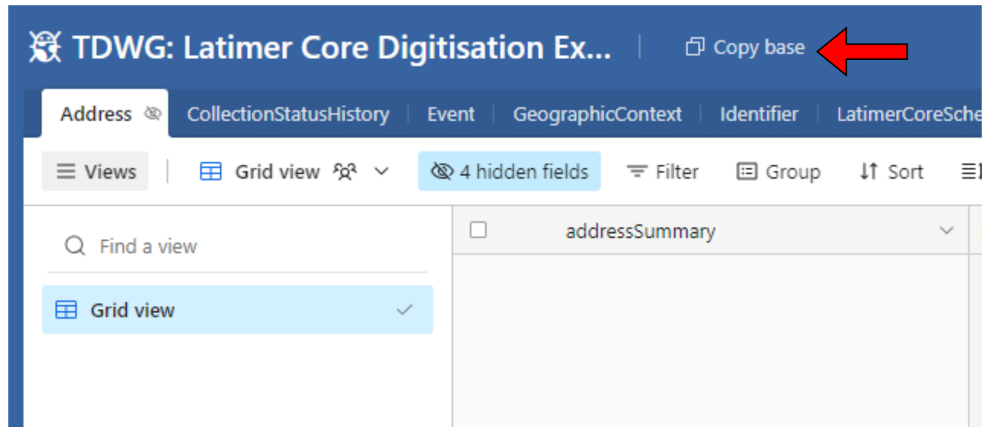 TDWG: Latimer Core Digitisation Ex... Copy base
Address CollectionStatusHistory Event GeographicContext Identifier LatimerCoreSche
Views Grid view 4 hidden fields Filter Group Sort
Find a view addressSummary
Grid view